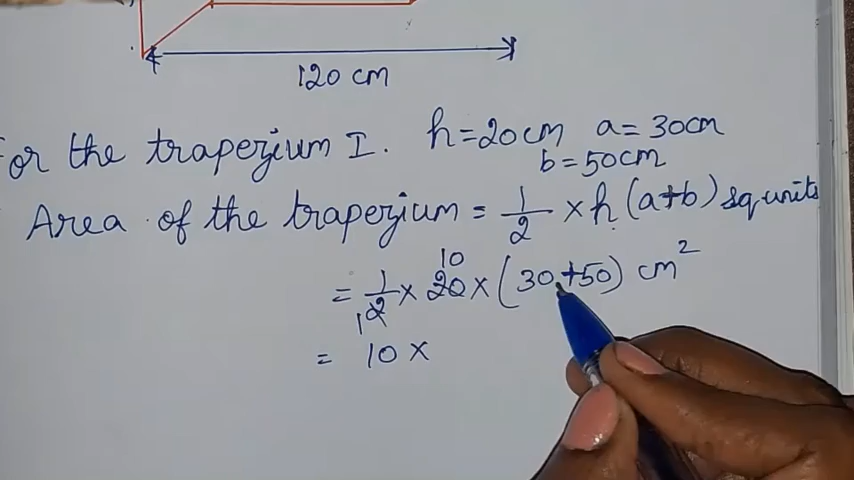 120 cm
For the trapezium I. h=20cm a= 30cm
b=50cm
Area of the trapezium = 1/2 × h (a+b) sq units
= 1/2 × 20 × (30+50) cm²
10
1
= 10 ×